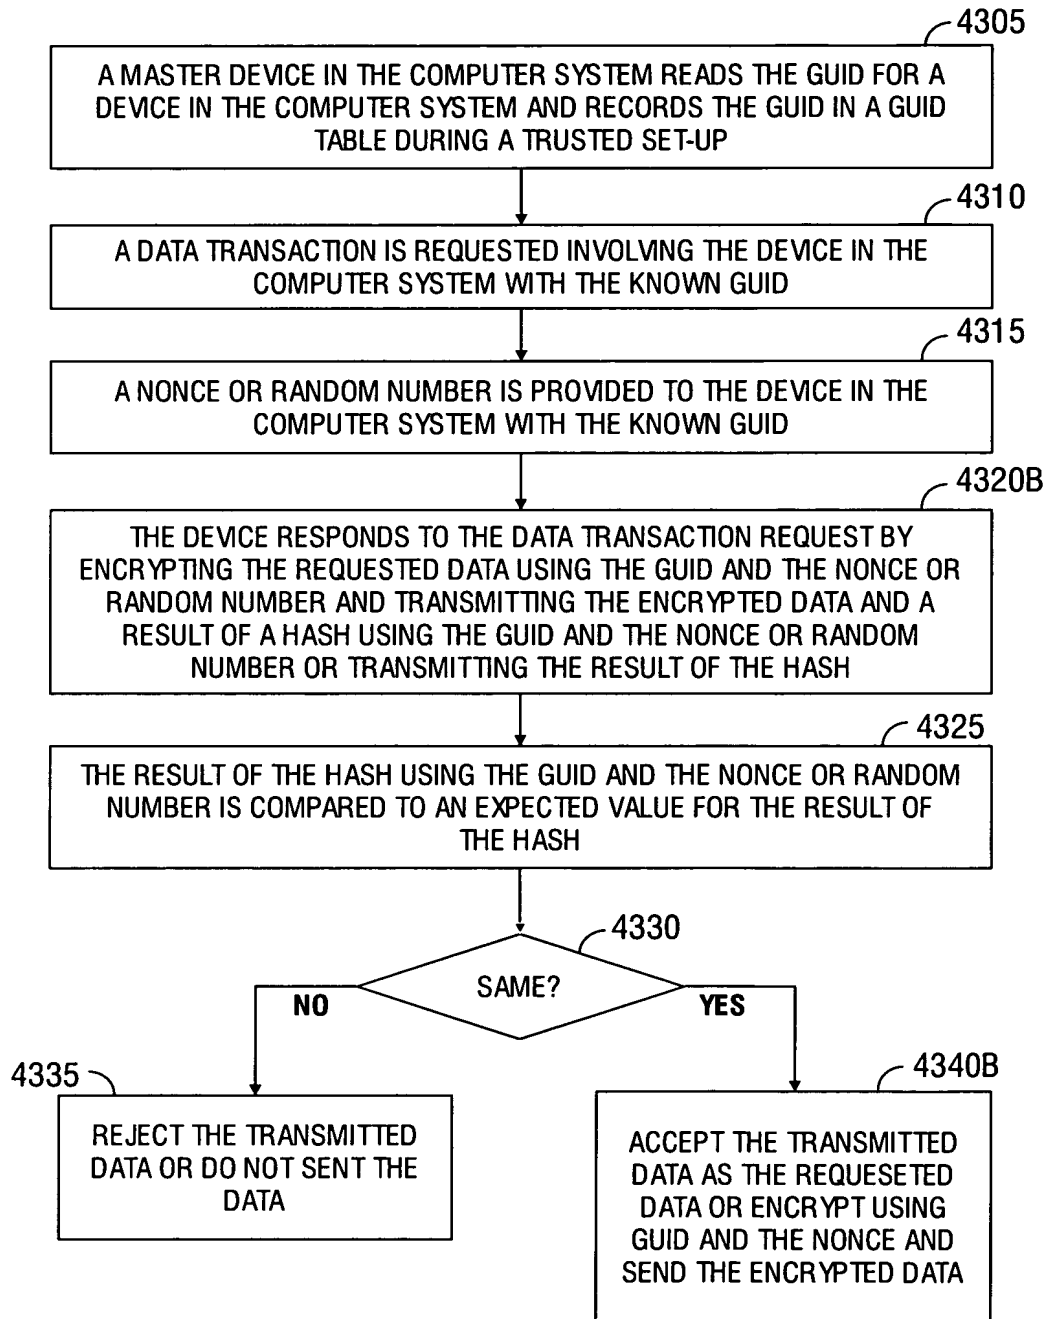 4305
A MASTER DEVICE IN THE COMPUTER SYSTEM READS THE GUID FOR A
DEVICE IN THE COMPUTER SYSTEM AND RECORDS THE GUID IN A GUID
TABLE DURING A TRUSTED SET-UP
4310
A DATA TRANSACTION IS REQUESTED INVOLVING THE DEVICE IN THE
COMPUTER SYSTEM WITH THE KNOWN GUID
4315
A NONCE OR RANDOM NUMBER IS PROVIDED TO THE DEVICE IN THE
COMPUTER SYSTEM WITH THE KNOWN GUID
4320B
THE DEVICE RESPONDS TO THE DATA TRANSACTION REQUEST BY
ENCRYPTING THE REQUESTED DATA USING THE GUID AND THE NONCE OR
RANDOM NUMBER AND TRANSMITTING THE ENCRYPTED DATA AND A
RESULT OF A HASH USING THE GUID AND THE NONCE OR RANDOM
NUMBER OR TRANSMITTING THE RESULT OF THE HASH
4325
THE RESULT OF THE HASH USING THE GUID AND THE NONCE OR RANDOM
NUMBER IS COMPARED TO AN EXPECTED VALUE FOR THE RESULT OF
THE HASH
4330
SAME?
NO
YES
4335
REJECT THE TRANSMITTED
DATA OR DO NOT SENT THE
DATA
4340B
ACCEPT THE TRANSMITTED
DATA AS THE REQUESETED
DATA OR ENCRYPT USING
GUID AND THE NONCE AND
SEND THE ENCRYPTED DATA